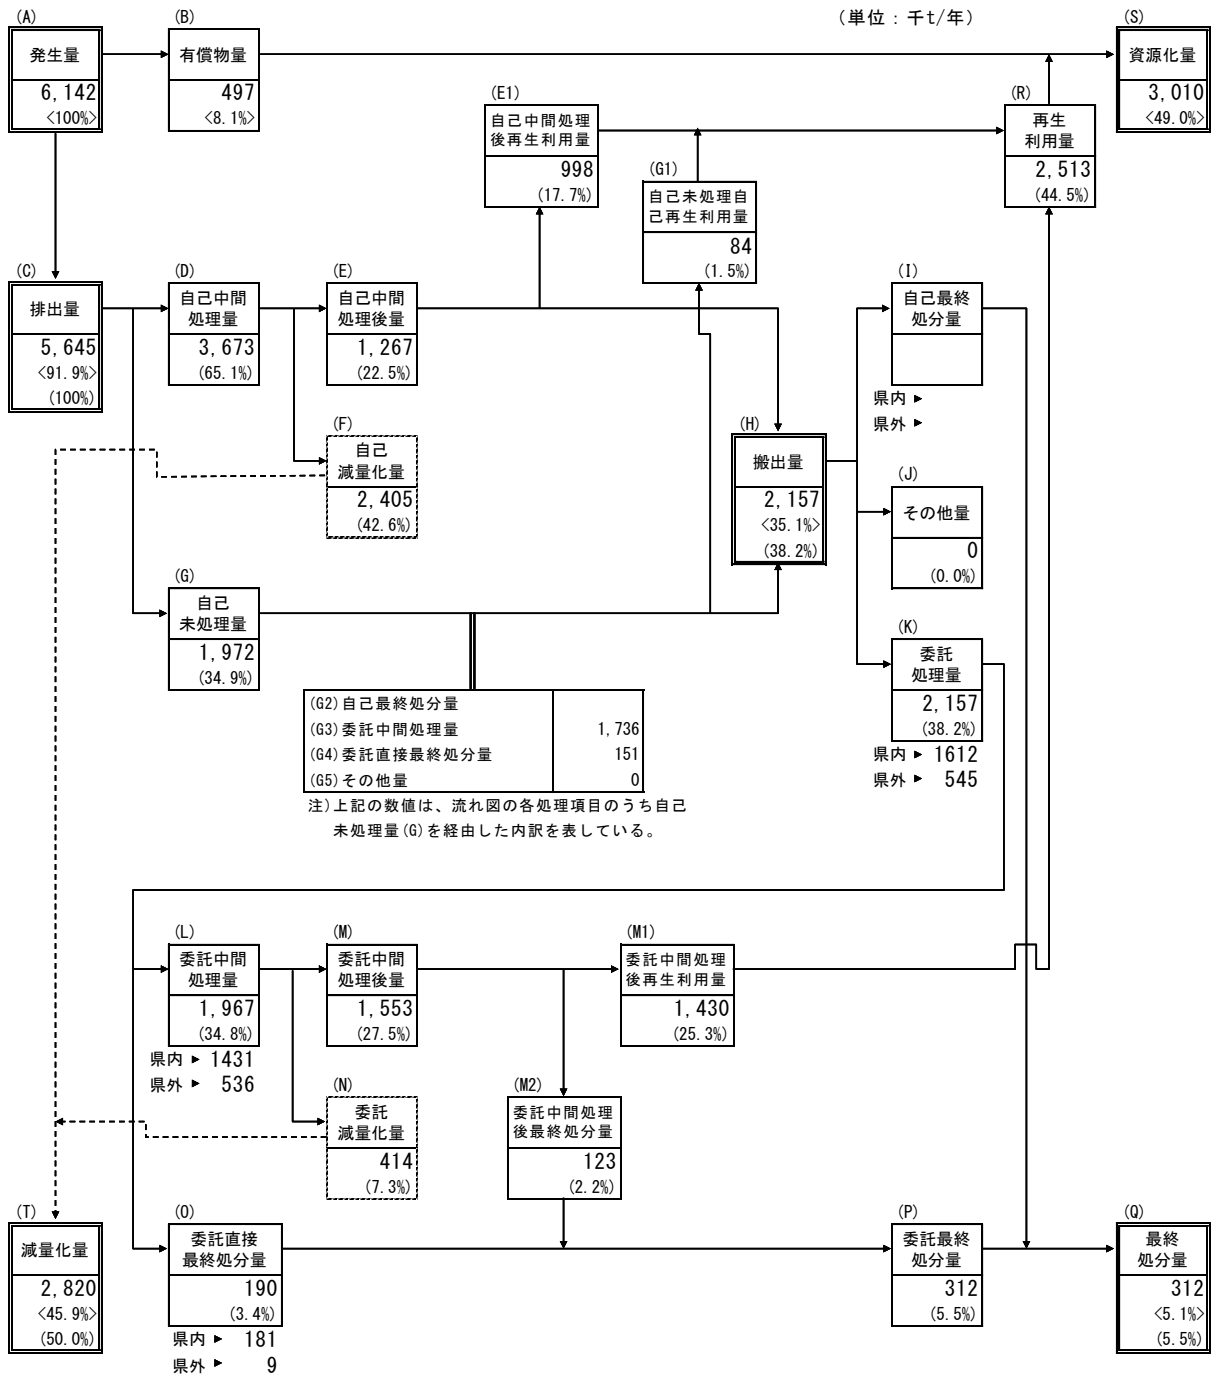 (単位：千t/年)
(A)
発生量
6,142
<100%>
(B)
有償物量
497
<8.1%>
(S)
資源化量
3,010
<49.0%>
(E1)
自己中間処理
後再生利用量
998
(17.7%)
(R)
再生
利用量
2,513
(44.5%)
(G1)
自己未処理自
己再生利用量
84
(1.5%)
(C)
排出量
5,645
<91.9%>
(100%)
(D)
自己中間
処理量
3,673
(65.1%)
(E)
自己中間
処理後量
1,267
(22.5%)
(I)
自己最終
処分量
県内 ►
県外 ►
(F)
自己
減量化量
2,405
(42.6%)
(H)
搬出量
2,157
<35.1%>
(38.2%)
(J)
その他量
0
(0.0%)
(G)
自己
未処理量
1,972
(34.9%)
(K)
委託
処理量
2,157
(38.2%)
県内 ► 1612
県外 ► 545
(G2)自己最終処分量
(G3)委託中間処理量 1,736
(G4)委託直接最終処分量 151
(G5)その他量 0
注)上記の数値は、流れ図の各処理項目のうち自己
未処理量(G)を経由した内訳を表している。
(L)
委託中間
処理量
1,967
(34.8%)
県内 ► 1431
県外 ► 536
(M)
委託中間
処理後量
1,553
(27.5%)
(M1)
委託中間処理
後再生利用量
1,430
(25.3%)
(N)
委託
減量化量
414
(7.3%)
(M2)
委託中間処理
後最終処分量
123
(2.2%)
(T)
減量化量
2,820
<45.9%>
(50.0%)
(O)
委託直接
最終処分量
190
(3.4%)
県内 ► 181
県外 ► 9
(P)
委託最終
処分量
312
(5.5%)
(Q)
最終
処分量
312
<5.1%>
(5.5%)